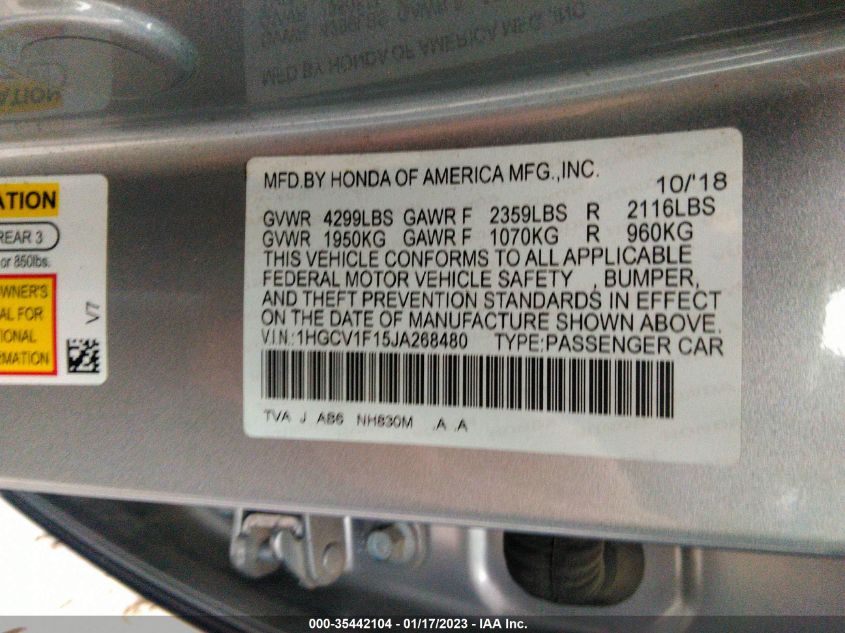 MFD.BY HONDA OF AMERICA MFG.,INC.
10/'18
GVWR 4299LBS GAWR F 2359LBS R 2116LBS
GVWR 1950KG GAWR F 1070KG R 960KG
THIS VEHICLE CONFORMS TO ALL APPLICABLE
FEDERAL MOTOR VEHICLE SAFETY , BUMPER,
AND THEFT PREVENTION STANDARDS IN EFFECT
ON THE DATE OF MANUFACTURE SHOWN ABOVE.
V.I.N.:1HGCV1F15JA268480 TYPE:PASSENGER CAR
TVA J A86 NH830M .A .A
REAR 3
or 850lbs.
FOR
V7
000-35442104 - 01/17/2023 - IAA Inc.